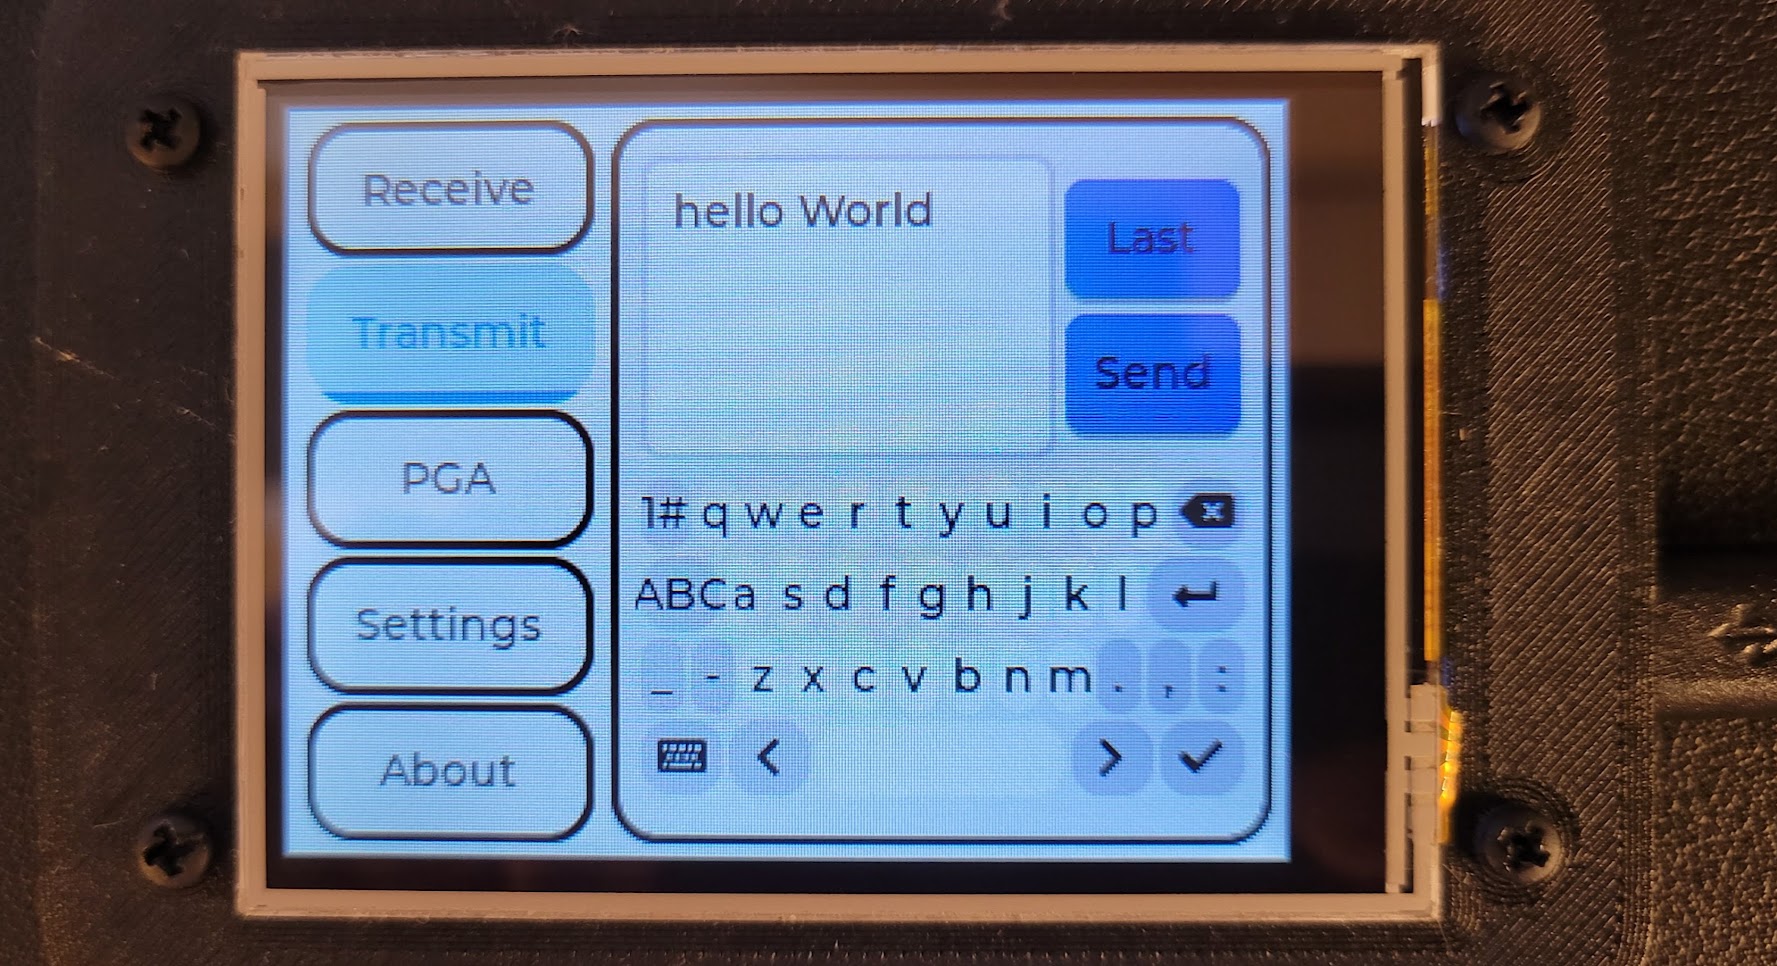 Receive
Transmit
PGA
Settings
About
hello World
Last
Send
1# q w e r t y u i o p
ABC a s d f g h j k l
_ - z x c v b n m . , :
< >